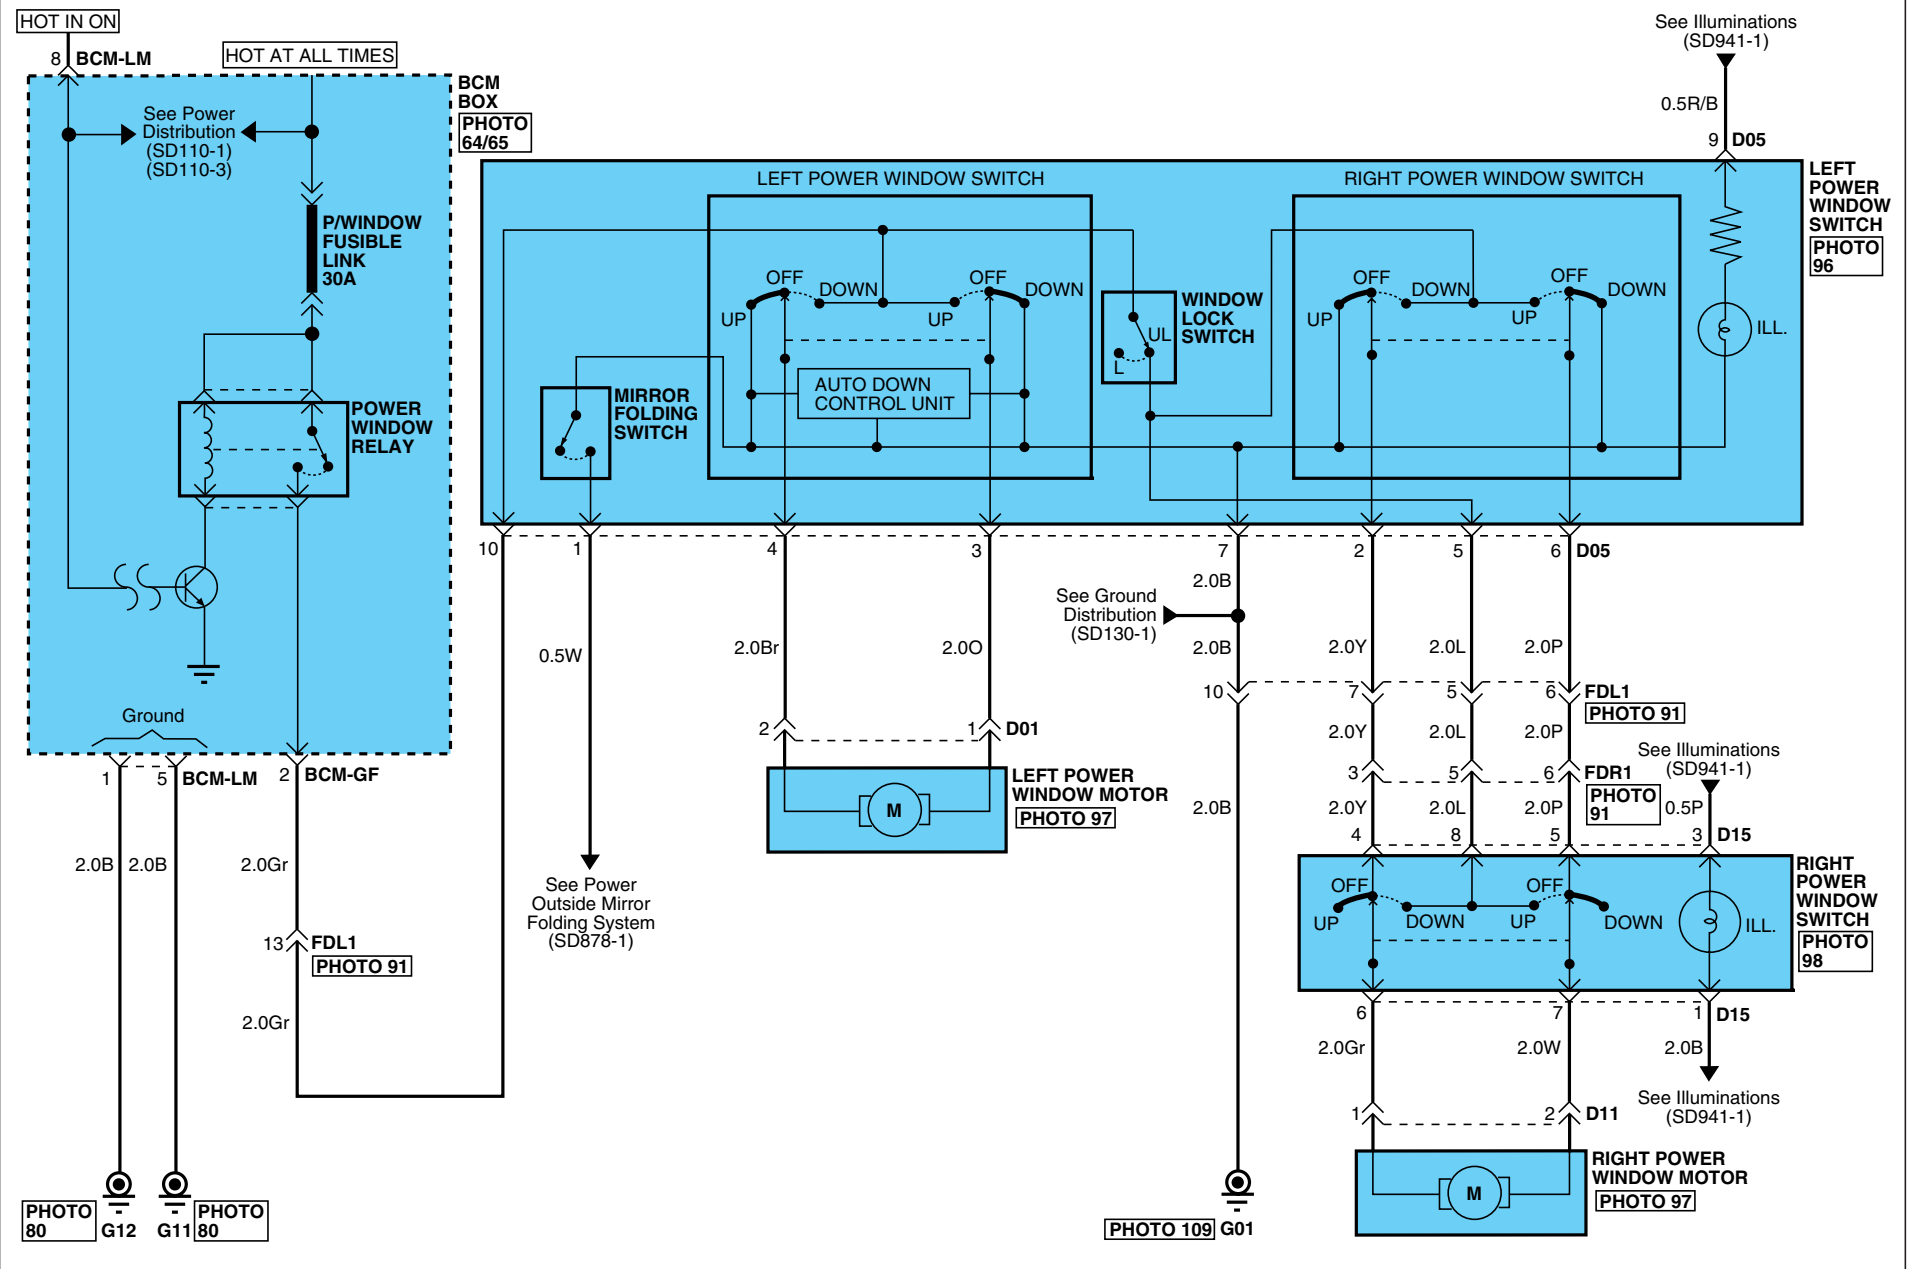 HOT IN ON
8 BCM-LM
HOT AT ALL TIMES
See Power
Distribution
(SD110-1)
(SD110-3)
BCM
BOX
PHOTO
64/65
P/WINDOW
FUSIBLE
LINK
30A
POWER
WINDOW
RELAY
Ground
1 5 BCM-LM
2 BCM-GF
2.0B 2.0B 2.0Gr
13 FDL1
PHOTO 91
2.0Gr
PHOTO
80
G12
G11
PHOTO
80
See Illuminations
(SD941-1)
0.5R/B
9 D05
LEFT
POWER
WINDOW
SWITCH
PHOTO
96
LEFT POWER WINDOW SWITCH
RIGHT POWER WINDOW SWITCH
OFF
DOWN
UP
OFF
DOWN
UP
AUTO DOWN
CONTROL UNIT
MIRROR
FOLDING
SWITCH
UL
L
WINDOW
LOCK
SWITCH
OFF
DOWN
UP
OFF
DOWN
UP
ILL.
10 1 4 3 7 2 5 6 D05
0.5W
See Power
Outside Mirror
Folding System
(SD878-1)
2.0Br
2.0O
2 1 D01
M
LEFT POWER
WINDOW MOTOR
PHOTO 97
2.0B
See Ground
Distribution
(SD130-1)
2.0B
2.0Y 2.0L 2.0P
10 7 5 6 FDL1
PHOTO 91
2.0Y 2.0L 2.0P
See Illuminations
(SD941-1)
3 5 6 FDR1
PHOTO
91
2.0B
2.0Y 2.0L 2.0P 0.5P
4 8 5 3 D15
RIGHT
POWER
WINDOW
SWITCH
PHOTO
98
OFF
UP
DOWN
OFF
UP
DOWN
ILL.
6 7 1 D15
2.0Gr 2.0W 2.0B
See Illuminations
(SD941-1)
1 2 D11
M
RIGHT POWER
WINDOW MOTOR
PHOTO 97
PHOTO 109 G01